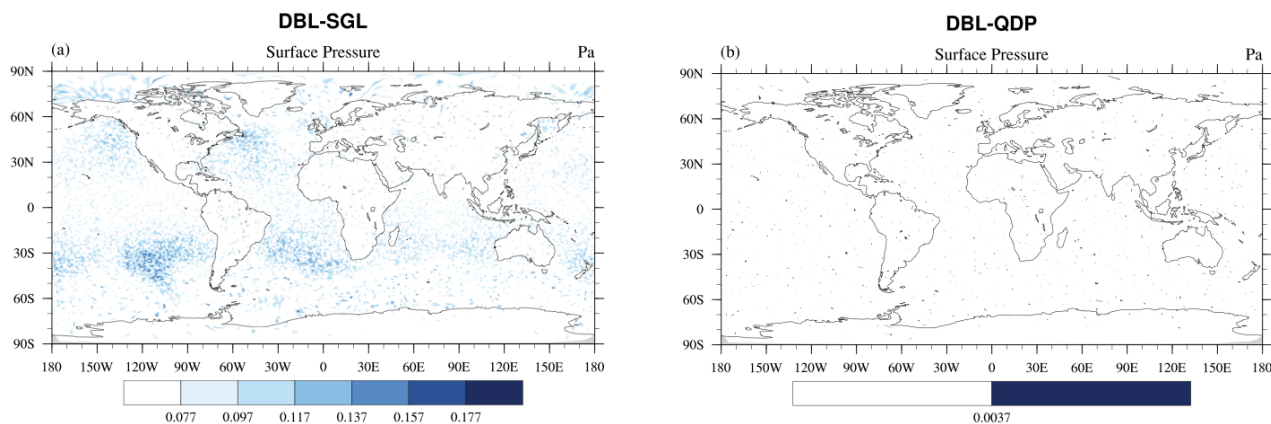 DBL-SGL
(a) Surface Pressure Pa
90N
60N
30N
0
30S
60S
90S
180 150W 120W 90W 60W 30W 0 30E 60E 90E 120E 150E 180
0.077 0.097 0.117 0.137 0.157 0.177
DBL-QDP
(b) Surface Pressure Pa
90N
60N
30N
0
30S
60S
90S
180 150W 120W 90W 60W 30W 0 30E 60E 90E 120E 150E 180
0.0037